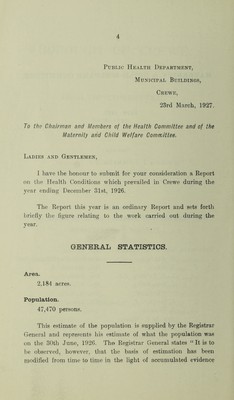 4
Public Health Department,
Municipal Buildings,
Crewe,
23rd March, 1927.
To the Chairman and Members of the Health Committee and of the
Maternity and Child Welfare Committee.
Ladies and Gentlemen,
I have the honour to submit for your consideration a Report
on the Health Conditions which prevailed in Crewe during the
year ending December 31st, 1926.
The Report this year is an ordinary Report and sets forth
briefly the figure relating to the work carried out during the
year.
GENERAL STATISTICS.
Area.
2,184 acres.
Population.
47,470 persons.
This estimate of the population is supplied by the Registrar
General and represents his estimate of what the population was
on the 30th June, 1926. The Registrar General states "It is to
be observed, however, that the basis of estimation has been
modified from time to time in the light of accumulated evidence